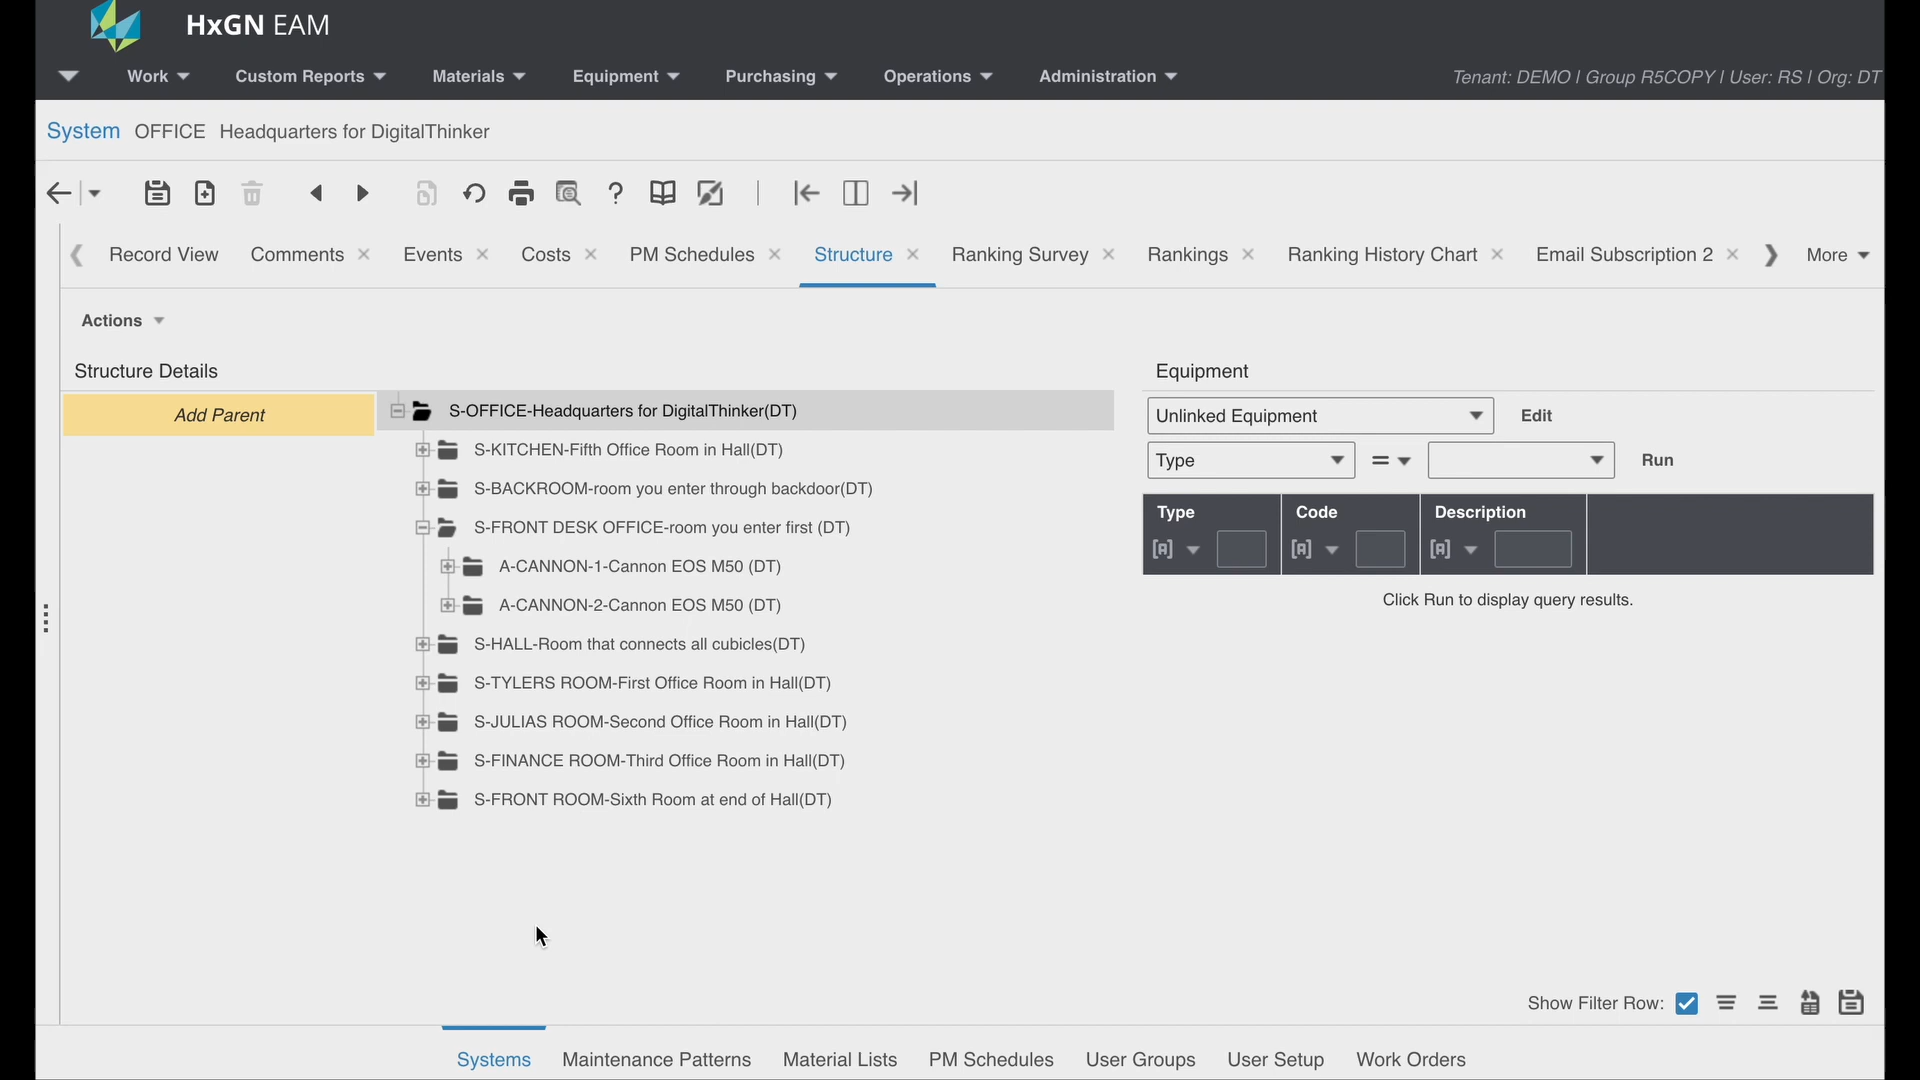 HxGN EAM
Work Custom Reports Materials Equipment Purchasing Operations Administration Tenant: DEMO I Group R5COPY I User: RS I Org: DT
System OFFICE Headquarters for DigitalThinker
Record View Comments Events Costs PM Schedules Structure Ranking Survey Rankings Ranking History Chart Email Subscription 2 More
Actions
Structure Details
Add Parent
S-OFFICE-Headquarters for DigitalThinker(DT)
S-KITCHEN-Fifth Office Room in Hall(DT)
S-BACKROOM-room you enter through backdoor(DT)
S-FRONT DESK OFFICE-room you enter first (DT)
A-CANNON-1-Cannon EOS M50 (DT)
A-CANNON-2-Cannon EOS M50 (DT)
S-HALL-Room that connects all cubicles(DT)
S-TYLERS ROOM-First Office Room in Hall(DT)
S-JULIAS ROOM-Second Office Room in Hall(DT)
S-FINANCE ROOM-Third Office Room in Hall(DT)
S-FRONT ROOM-Sixth Room at end of Hall(DT)
Equipment
Unlinked Equipment Edit
Type = Run
Type Code Description
[A] [A] [A]
Click Run to display query results.
Show Filter Row:
Systems Maintenance Patterns Material Lists PM Schedules User Groups User Setup Work Orders